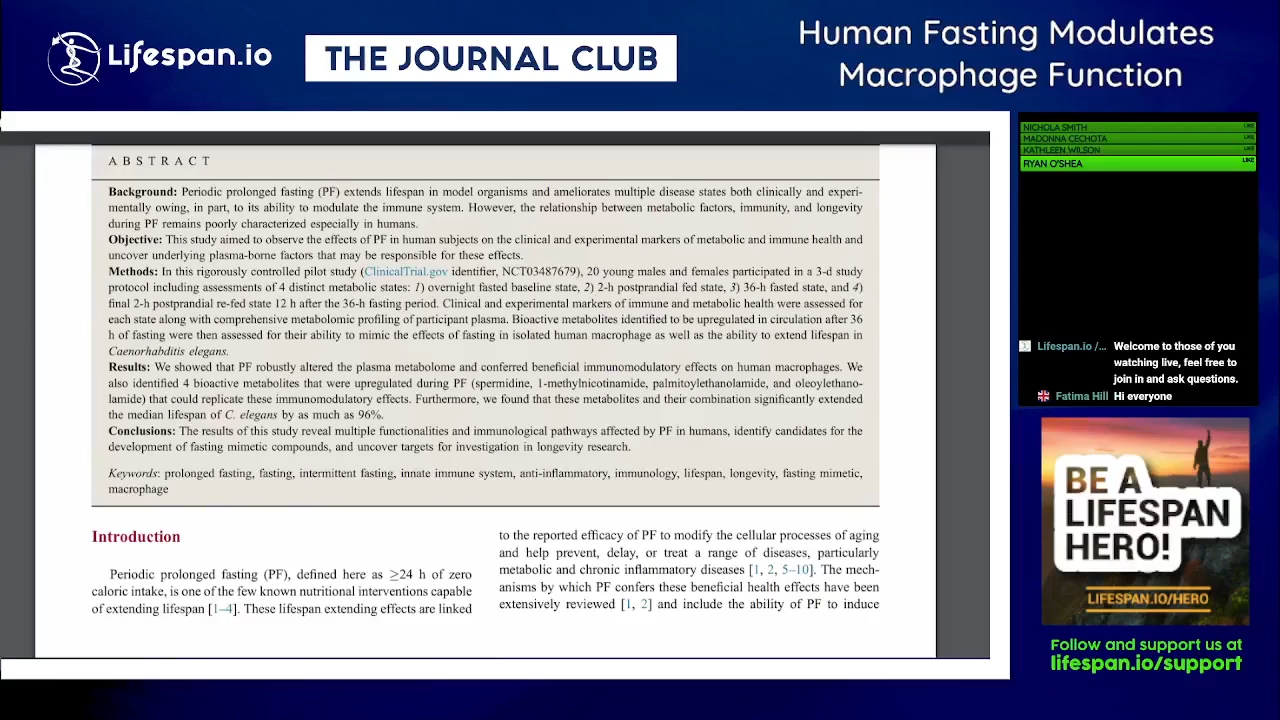 Lifespan.io
THE JOURNAL CLUB
Human Fasting Modulates
Macrophage Function
ABSTRACT
Background: Periodic prolonged fasting (PF) extends lifespan in model organisms and ameliorates multiple disease states both clinically and experi-
mentally owing, in part, to its ability to modulate the immune system. However, the relationship between metabolic factors, immunity, and longevity
during PF remains poorly characterized especially in humans.
Objective: This study aimed to observe the effects of PF in human subjects on the clinical and experimental markers of metabolic and immune health and
uncover underlying plasma-borne factors that may be responsible for these effects.
Methods: In this rigorously controlled pilot study (ClinicalTrial.gov identifier, NCT03487679), 20 young males and females participated in a 3-d study
protocol including assessments of 4 distinct metabolic states: 1) overnight fasted baseline state, 2) 2-h postprandial fed state, 3) 36-h fasted state, and 4)
final 2-h postprandial re-fed state 12 h after the 36-h fasting period. Clinical and experimental markers of immune and metabolic health were assessed for
each state along with comprehensive metabolomic profiling of participant plasma. Bioactive metabolites identified to be upregulated in circulation after 36
h of fasting were then assessed for their ability to mimic the effects of fasting in isolated human macrophage as well as the ability to extend lifespan in
Caenorhabditis elegans.
Results: We showed that PF robustly altered the plasma metabolome and conferred beneficial immunomodulatory effects on human macrophages. We
also identified 4 bioactive metabolites that were upregulated during PF (spermidine, 1-methylnicotinamide, palmitoylethanolamide, and oleoylethano-
lamide) that could replicate these immunomodulatory effects. Furthermore, we found that these metabolites and their combination significantly extended
the median lifespan of C. elegans by as much as 96%.
Conclusions: The results of this study reveal multiple functionalities and immunological pathways affected by PF in humans, identify candidates for the
development of fasting mimetic compounds, and uncover targets for investigation in longevity research.
Keywords: prolonged fasting, fasting, intermittent fasting, innate immune system, anti-inflammatory, immunology, lifespan, longevity, fasting mimetic,
macrophage
Introduction
Periodic prolonged fasting (PF), defined here as ≥24 h of zero
caloric intake, is one of the few known nutritional interventions capable
of extending lifespan [1–4]. These lifespan extending effects are linked
to the reported efficacy of PF to modify the cellular processes of aging
and help prevent, delay, or treat a range of diseases, particularly
metabolic and chronic inflammatory diseases [1, 2, 5–10]. The mech-
anisms by which PF confers these beneficial health effects have been
extensively reviewed [1, 2] and include the ability of PF to induce
NICHOLA SMITH LIKE
MADONNA CECHOTA LIKE
KATHLEEN WILSON LIKE
RYAN O'SHEA LIKE
Lifespan.io /... Welcome to those of you
watching live, feel free to
join in and ask questions.
Fatima Hill Hi everyone
BE A
LIFESPAN
HERO!
LIFESPAN.IO/HERO
Follow and support us at
lifespan.io/support